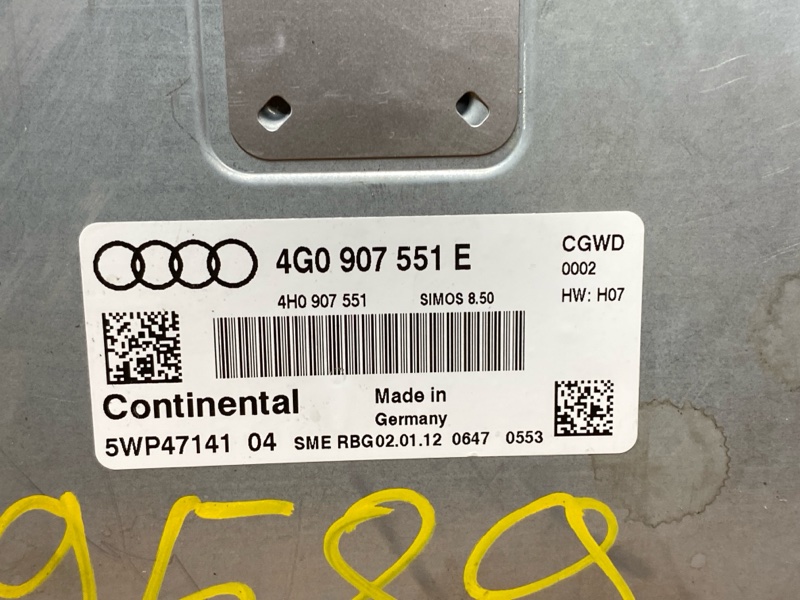 4G0 907 551 E
CGWD
0002
4H0 907 551 SIMOS 8.50
HW: H07
Continental
Made in
Germany
5WP47141 04 SME RBG02.01.12 0647 0553
9589